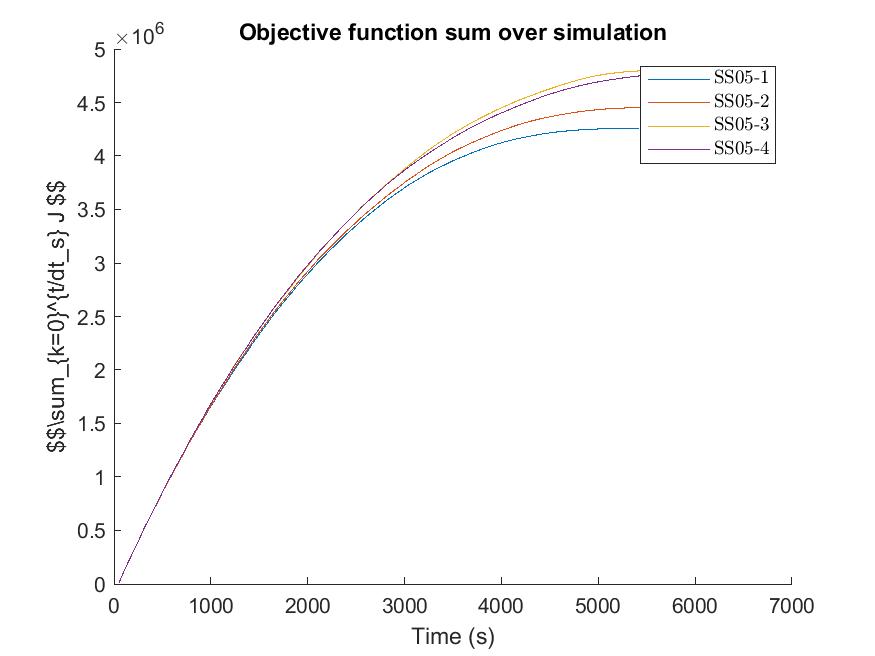 Objective function sum over simulation
×10^6
5
4.5
4
3.5
3
2.5
2
1.5
1
0.5
0
$$\sum_{k=0}^{t/dt_s} J $$
SS05-1
SS05-2
SS05-3
SS05-4
0 1000 2000 3000 4000 5000 6000 7000
Time (s)